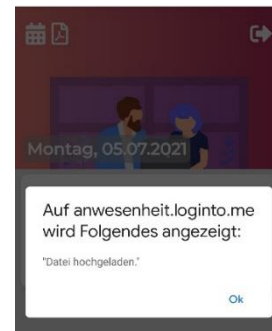 Montag, 05.07.2021
Auf anwesenheit.loginto.me
wird Folgendes angezeigt:
"Datei hochgeladen."
Ok